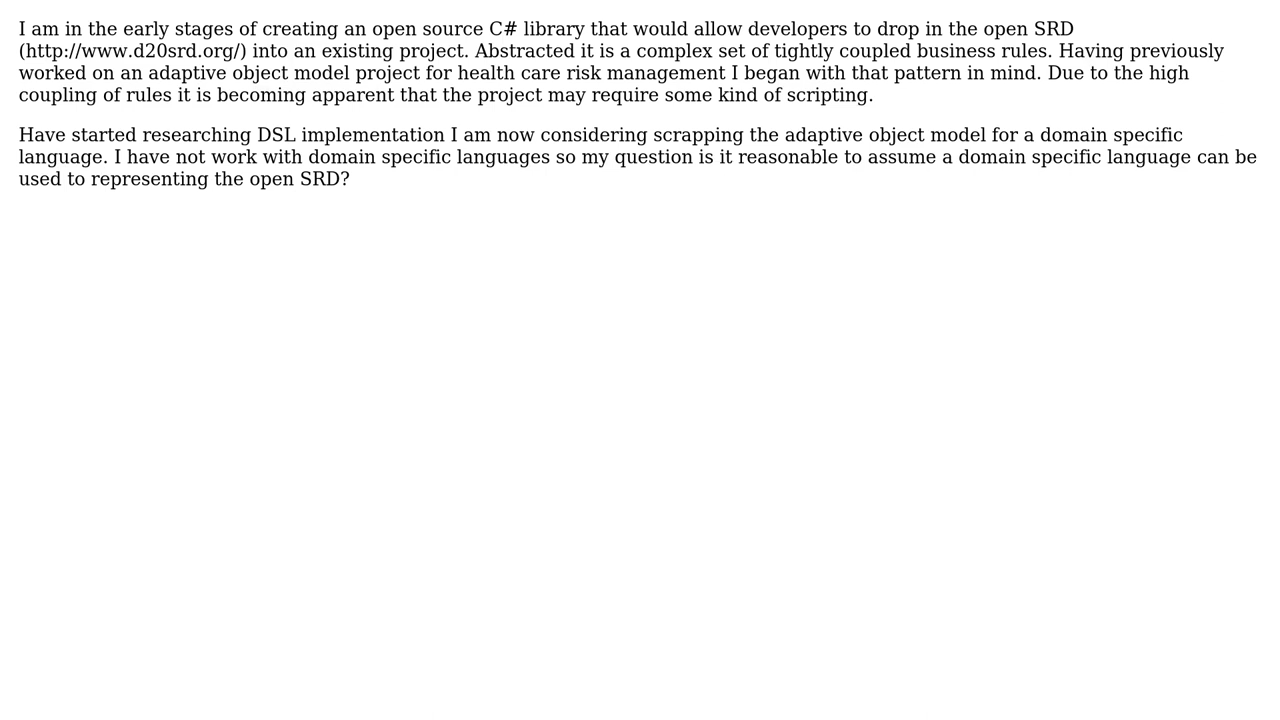 I am in the early stages of creating an open source C# library that would allow developers to drop in the open SRD
(http://www.d20srd.org/) into an existing project. Abstracted it is a complex set of tightly coupled business rules. Having previously
worked on an adaptive object model project for health care risk management I began with that pattern in mind. Due to the high
coupling of rules it is becoming apparent that the project may require some kind of scripting.
Have started researching DSL implementation I am now considering scrapping the adaptive object model for a domain specific
language. I have not work with domain specific languages so my question is it reasonable to assume a domain specific language can be
used to representing the open SRD?